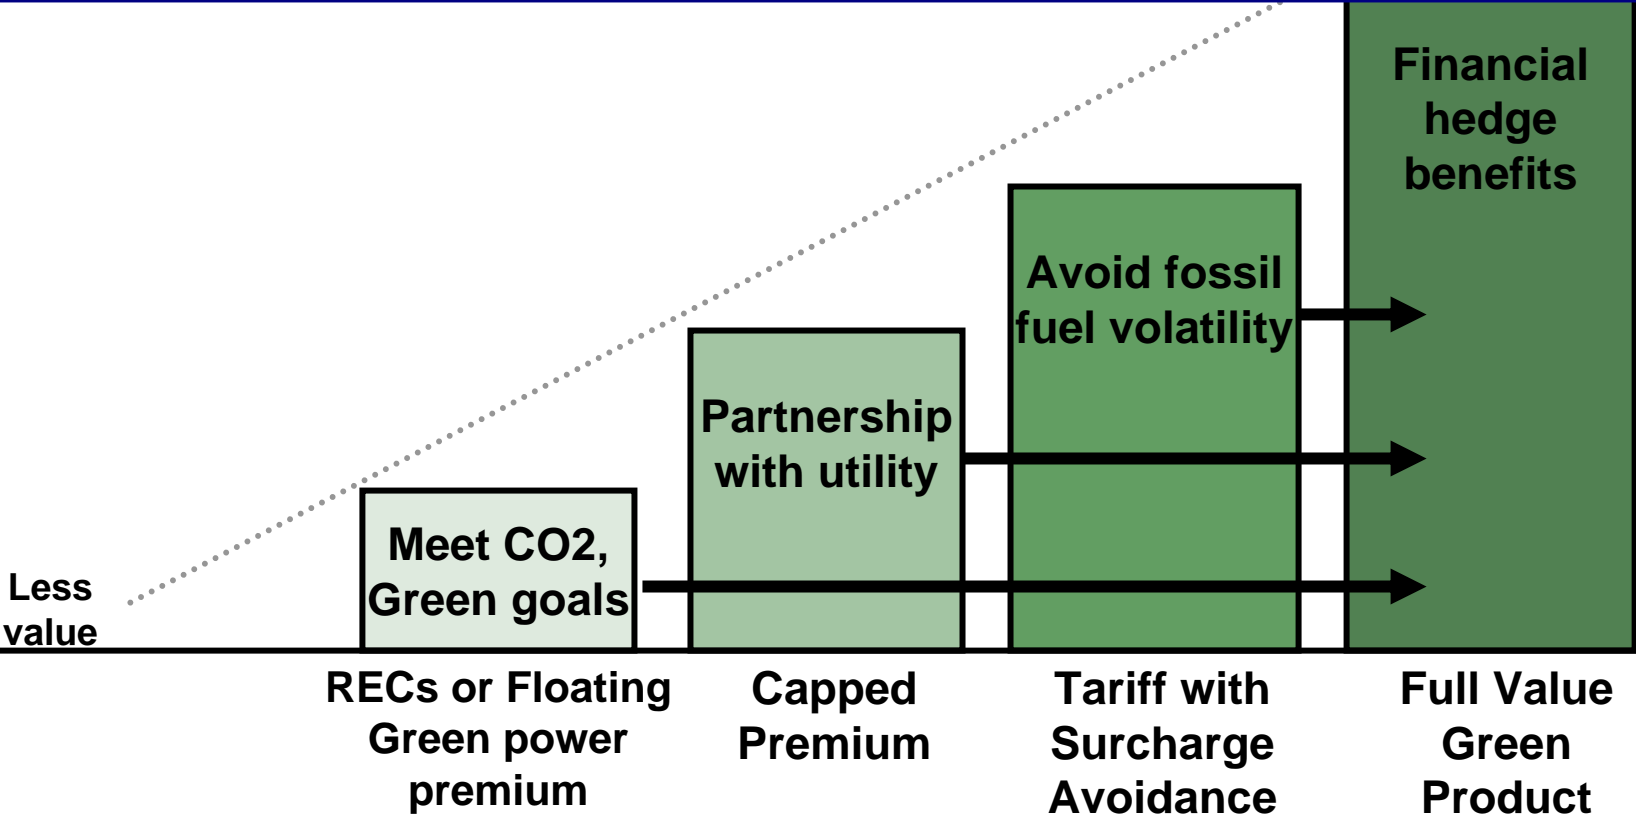 Financial
hedge
benefits
Avoid fossil
fuel volatility
Partnership
with utility
Meet CO2,
Green goals
Less
value
RECs or Floating
Green power
premium
Capped
Premium
Tariff with
Surcharge
Avoidance
Full Value
Green
Product